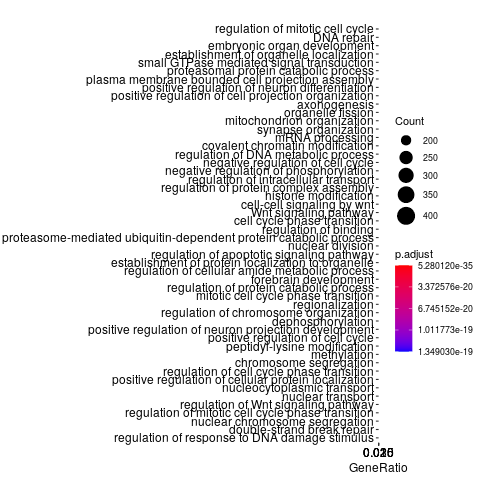 regulation of mitotic cell cycle
DNA repair
embryonic organ development
establishment of organelle localization
small GTPase mediated signal transduction
proteasomal protein catabolic process
plasma membrane bounded cell projection assembly
positive regulation of neuron differentiation
positive regulation of cell projection organization
axonogenesis
organelle fission
mitochondrion organization
synapse organization
mRNA processing
covalent chromatin modification
regulation of DNA metabolic process
negative regulation of cell cycle
negative regulation of phosphorylation
regulation of intracellular transport
regulation of protein complex assembly
histone modification
cell-cell signaling by wnt
Wnt signaling pathway
cell cycle phase transition
regulation of binding
proteasome-mediated ubiquitin-dependent protein catabolic process
nuclear division
regulation of apoptotic signaling pathway
establishment of protein localization to organelle
regulation of cellular amide metabolic process
forebrain development
regulation of protein catabolic process
mitotic cell cycle phase transition
regionalization
regulation of chromosome organization
dephosphorylation
positive regulation of neuron projection development
positive regulation of cell cycle
peptidyl-lysine modification
methylation
chromosome segregation
regulation of cell cycle phase transition
positive regulation of cellular protein localization
nucleocytoplasmic transport
nuclear transport
regulation of Wnt signaling pathway
regulation of mitotic cell cycle phase transition
nuclear chromosome segregation
double-strand break repair
regulation of response to DNA damage stimulus
GeneRatio
Count
200
250
300
350
400
p.adjust
5.280120e-35
3.372576e-20
6.745152e-20
1.011773e-19
1.349030e-19